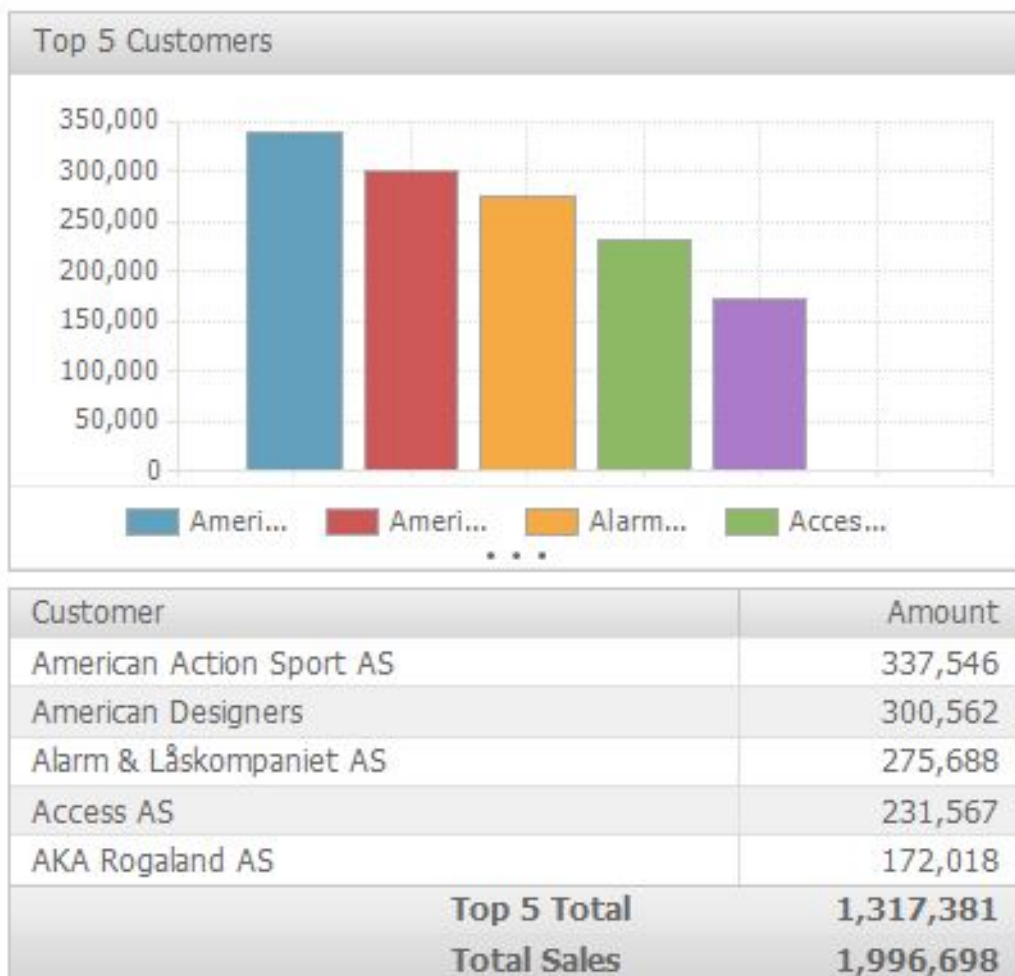 Top 5 Customers
350,000
300,000
250,000
200,000
150,000
100,000
50,000
0
Ameri... Ameri... Alarm... Acces...
...
Customer Amount
American Action Sport AS 337,546
American Designers 300,562
Alarm & Låskompaniet AS 275,688
Access AS 231,567
AKA Rogaland AS 172,018
Top 5 Total 1,317,381
Total Sales 1,996,698